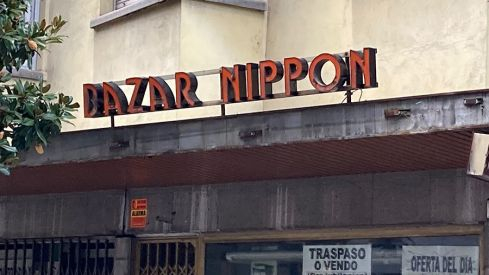 BAZAR NIPPON
ALARMA
TRASPASO
O VENDO
OFERTA DEL DIA